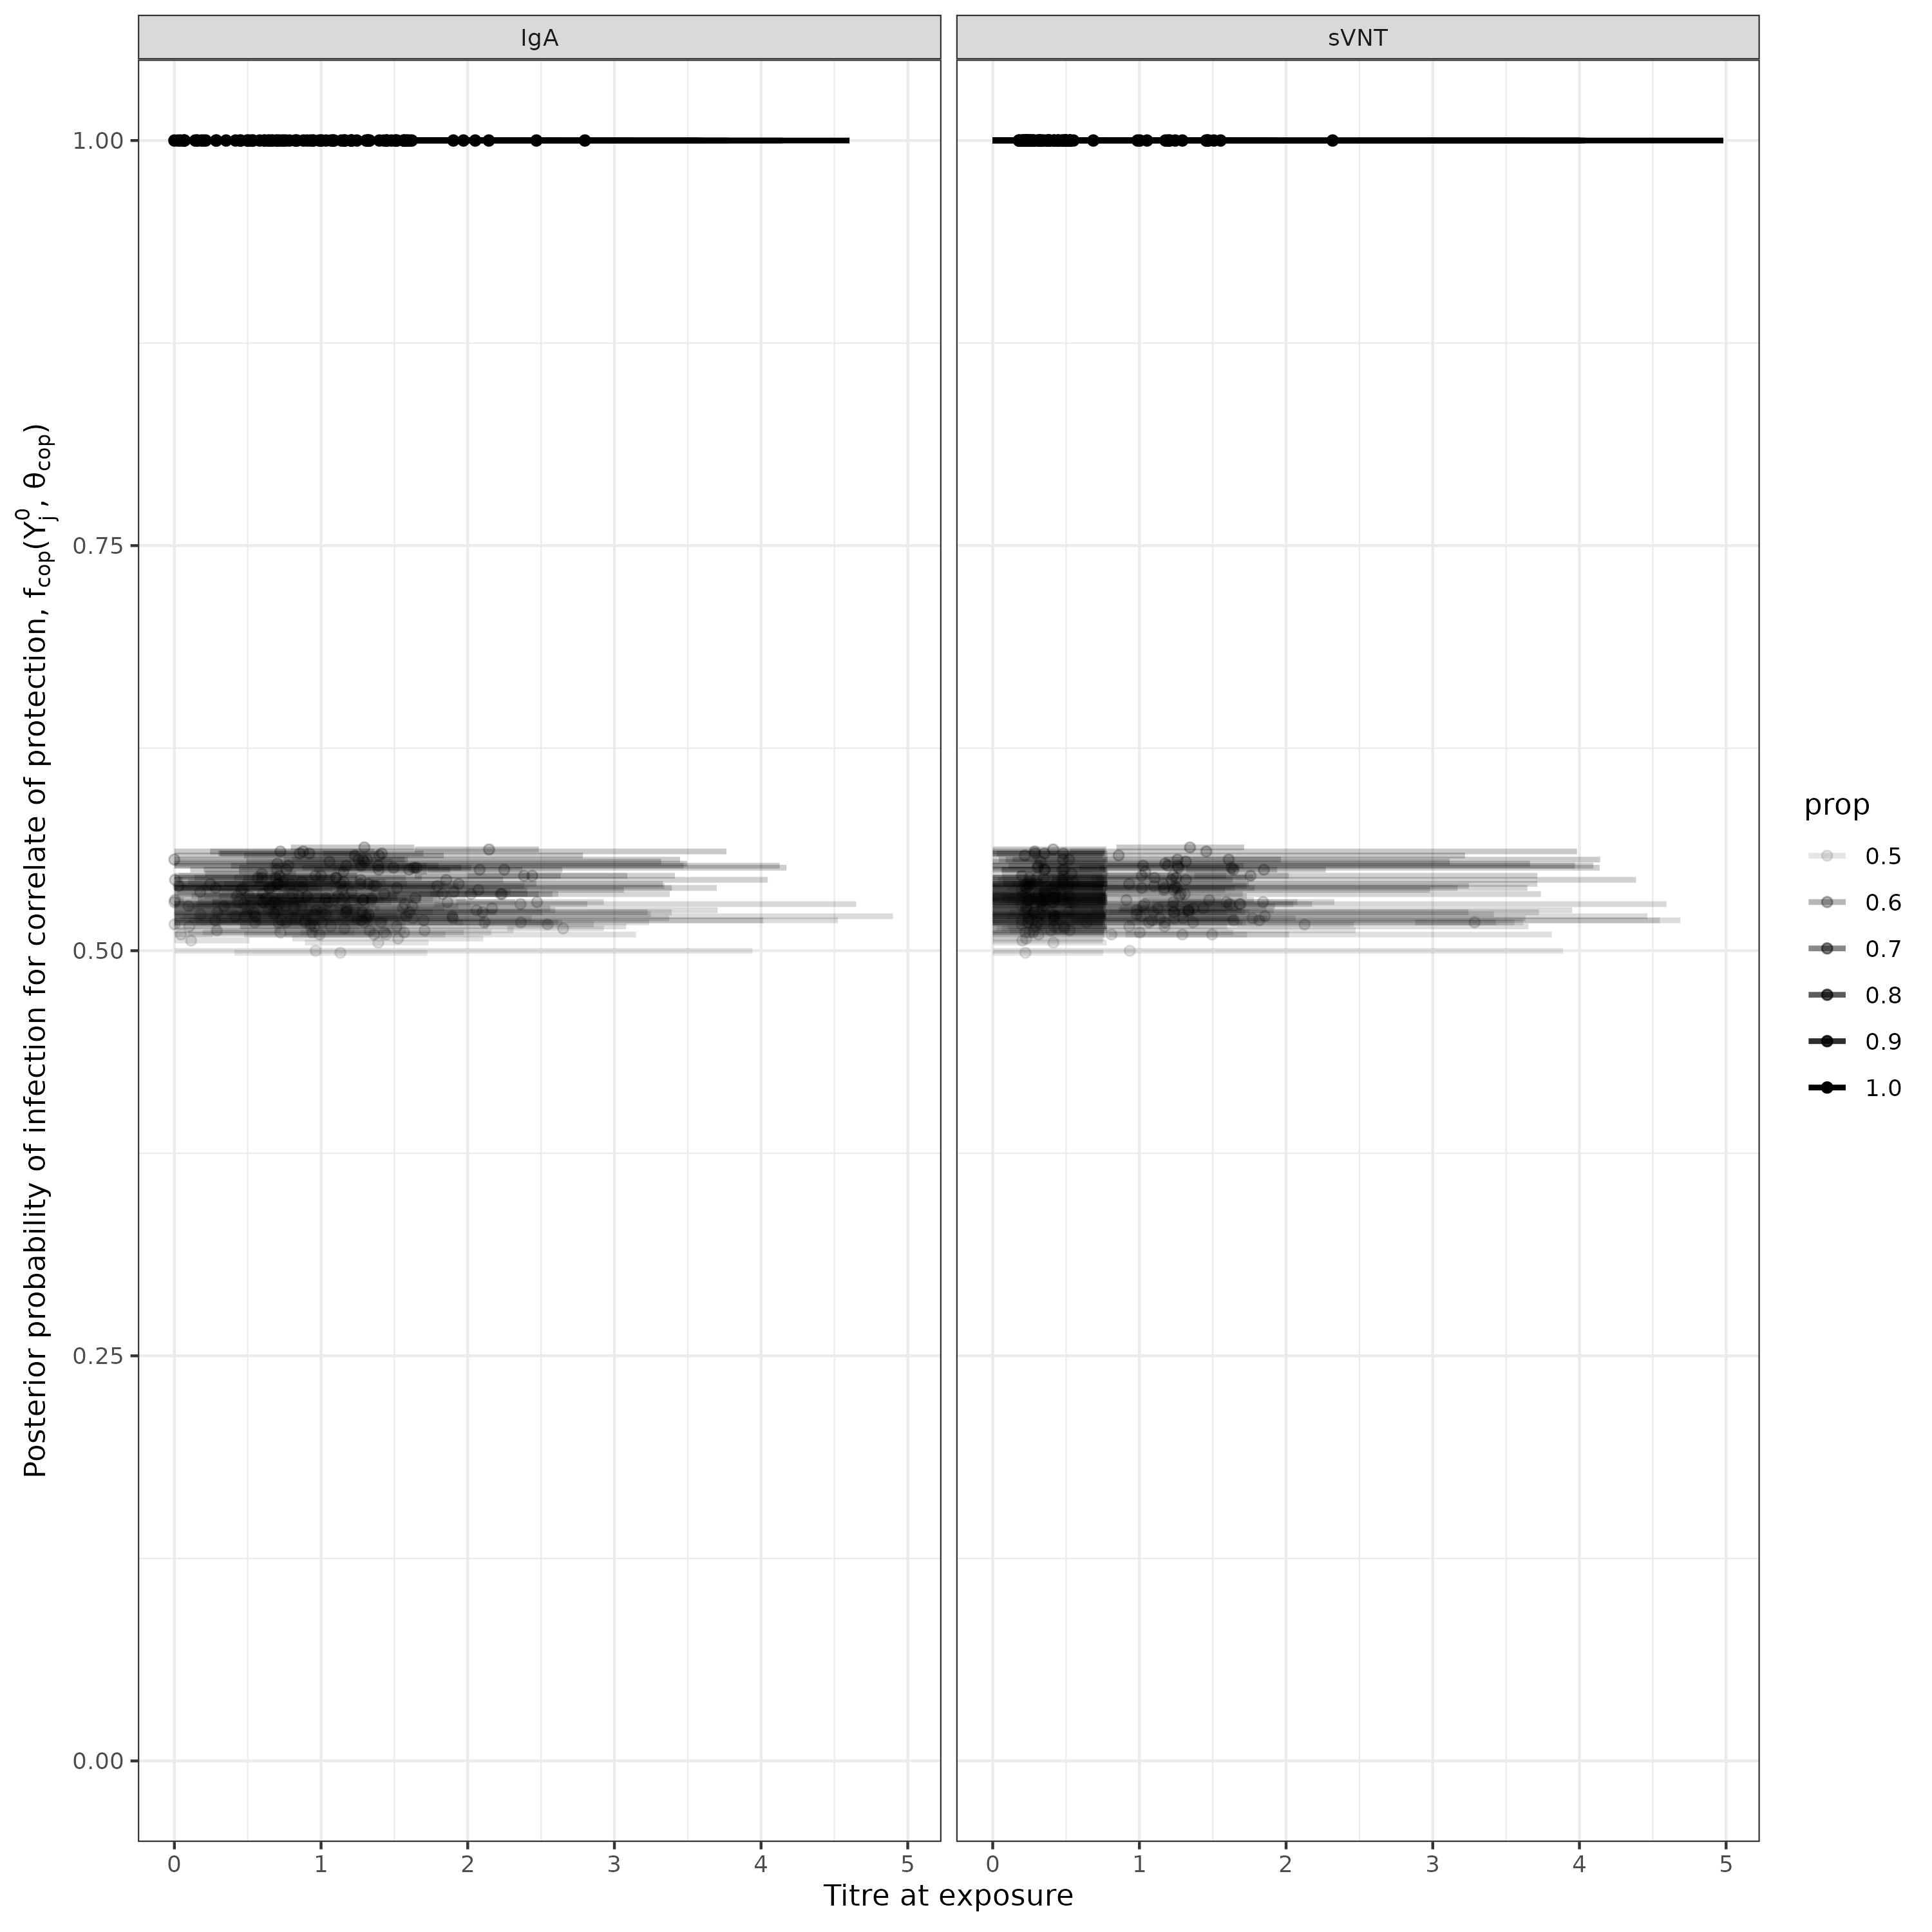 IgA
sVNT
Posterior probability of infection for correlate of protection, f_cop(Y_j^0, θ_cop)
1.00
0.75
0.50
0.25
0.00
prop
0.5
0.6
0.7
0.8
0.9
1.0
0 1 2 3 4 5
0 1 2 3 4 5
Titre at exposure